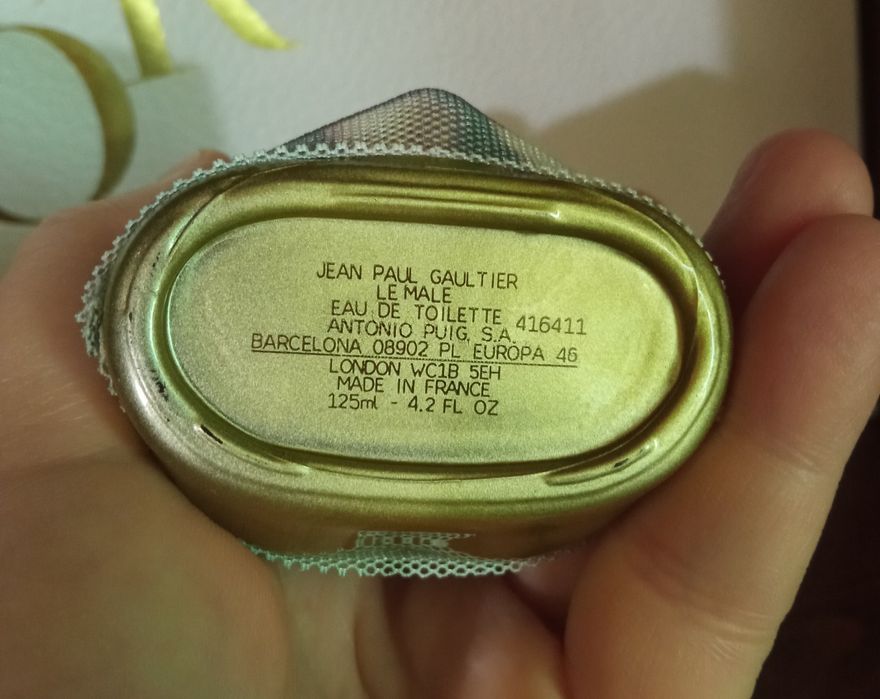 JEAN PAUL GAULTIER
LE MALE
EAU DE TOILETTE 416411
ANTONIO PUIG, S.A.
BARCELONA 08902 PL EUROPA 46
LONDON WC1B 5EH
MADE IN FRANCE
125ml - 4.2 FL OZ